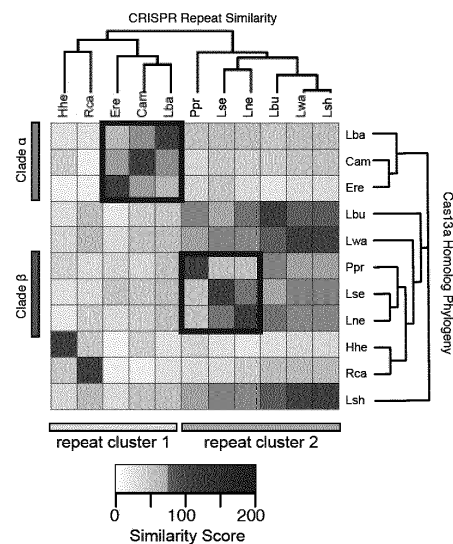 CRISPR Repeat Similarity
Hhe Rca Ere Cam Lba Ppr Lse Lne Lbu Lwa Lsh
Clade α
Clade β
Lba
Cam
Ere
Lbu
Lwa
Ppr
Lse
Lne
Hhe
Rca
Lsh
Cas13a Homolog Phylogeny
repeat cluster 1 repeat cluster 2
0 100 200
Similarity Score